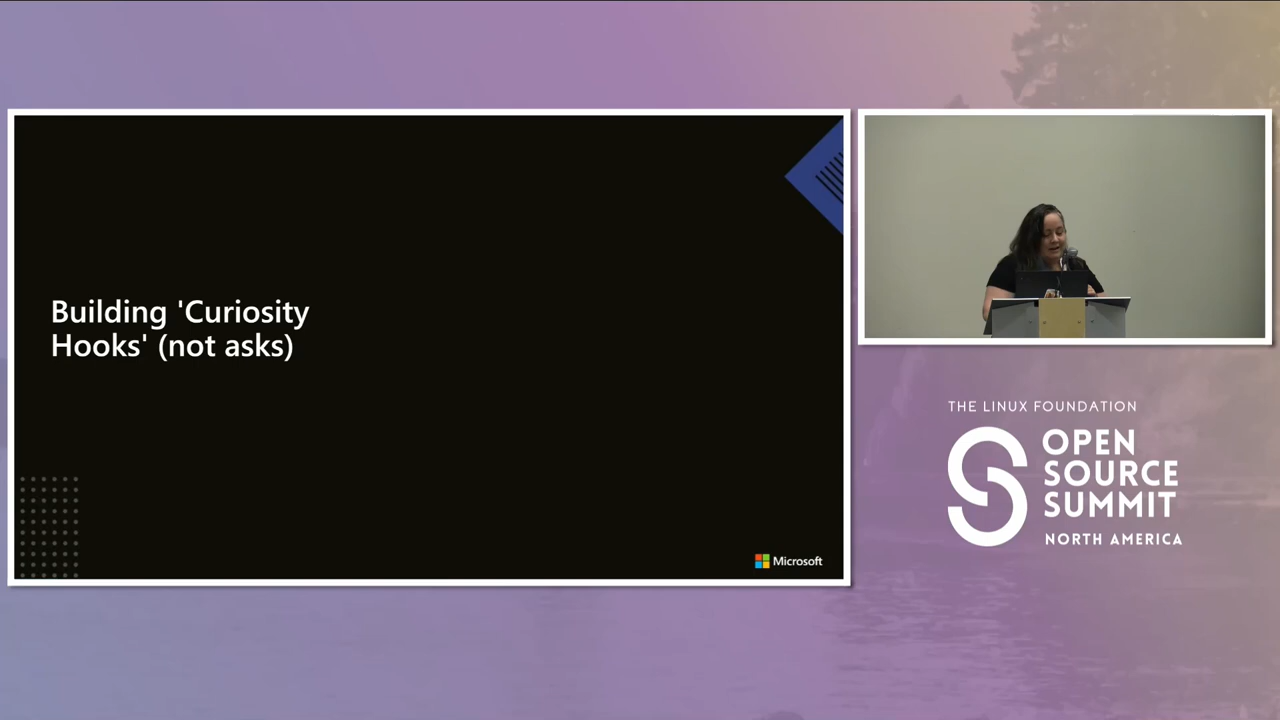 Building 'Curiosity
Hooks' (not asks)
Microsoft
THE LINUX FOUNDATION
OPEN
SOURCE
SUMMIT
NORTH AMERICA